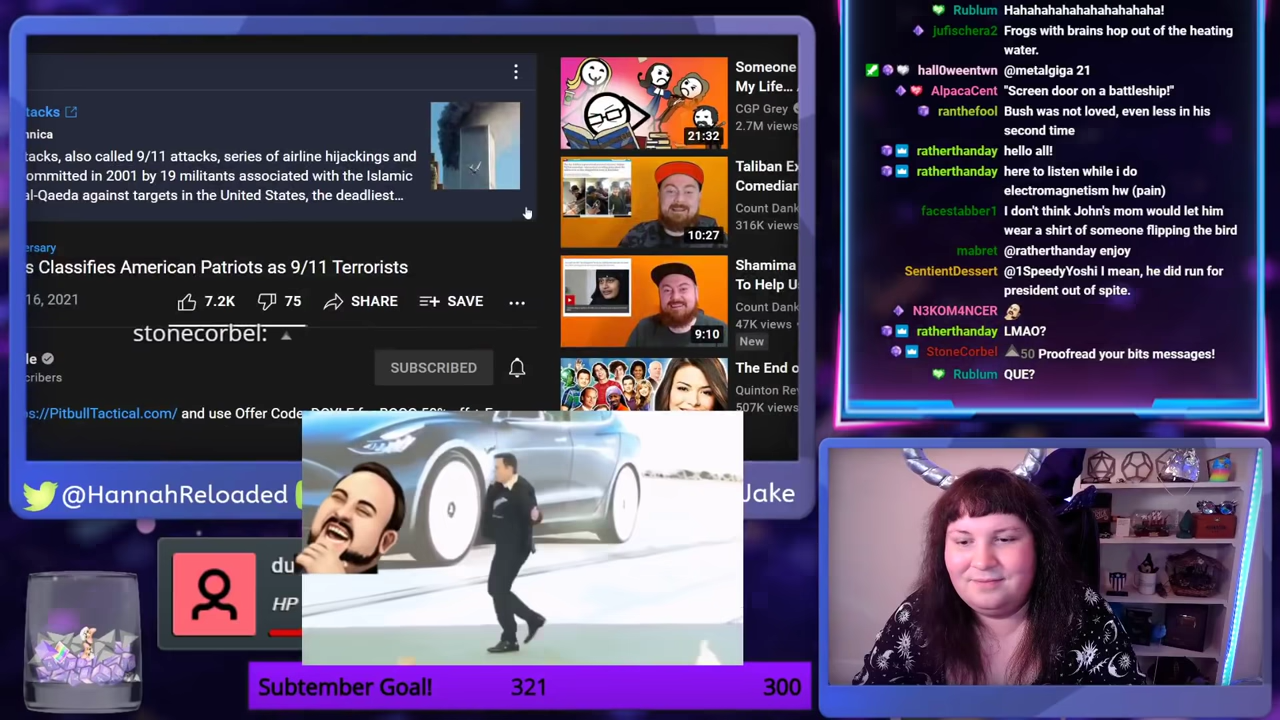 tacks
nnica
tacks, also called 9/11 attacks, series of airline hijackings and
ommitted in 2001 by 19 militants associated with the Islamic
al-Qaeda against targets in the United States, the deadliest…
ersary
s Classifies American Patriots as 9/11 Terrorists
16, 2021
7.2K
75
SHARE
SAVE
stonecorbel:
le
cribers
SUBSCRIBED
ps://PitbullTactical.com/ and use Offer Code
21:32
Someone
My Life...
CGP Grey
2.7M views
10:27
Taliban Ex
Comedian
Count Dank
316K views
9:10
Shamima
To Help U
Count Dank
47K views
New
The End o
Quinton Re
507K views
@HannahReloaded
Jake
du
HP
Subtember Goal! 321 300
Rublum Hahahahahahahahahaha!
jufischera2 Frogs with brains hop out of the heating
water.
hall0weentwn @metalgiga 21
AlpacaCent "Screen door on a battleship!"
ranthefool Bush was not loved, even less in his
second time
ratherthanday hello all!
ratherthanday here to listen while i do
electromagnetism hw (pain)
facestabber1 I don't think John's mom would let him
wear a shirt of someone flipping the bird
mabret @ratherthanday enjoy
SentientDessert @1SpeedyYoshi I mean, he did run for
president out of spite.
N3KOM4NCER
ratherthanday LMAO?
StoneCorbel 50 Proofread your bits messages!
Rublum QUE?